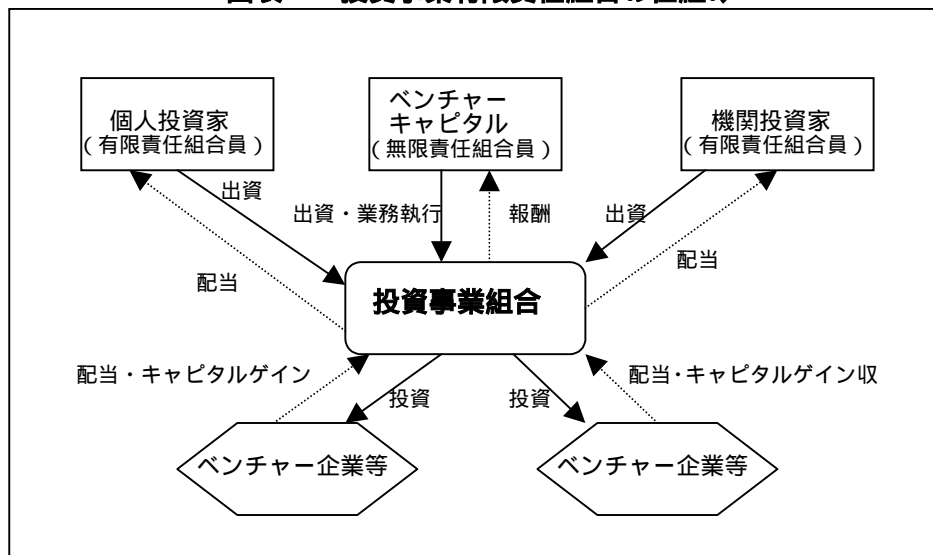 個人投資家
(有限責任組合員)
ベンチャー
キャピタル
(無限責任組合員)
機関投資家
(有限責任組合員)
出資
出資・業務執行
報酬
出資
配当
配当
投資事業組合
配当・キャピタルゲイン
配当・キャピタルゲイン収
投資
投資
ベンチャー企業等
ベンチャー企業等